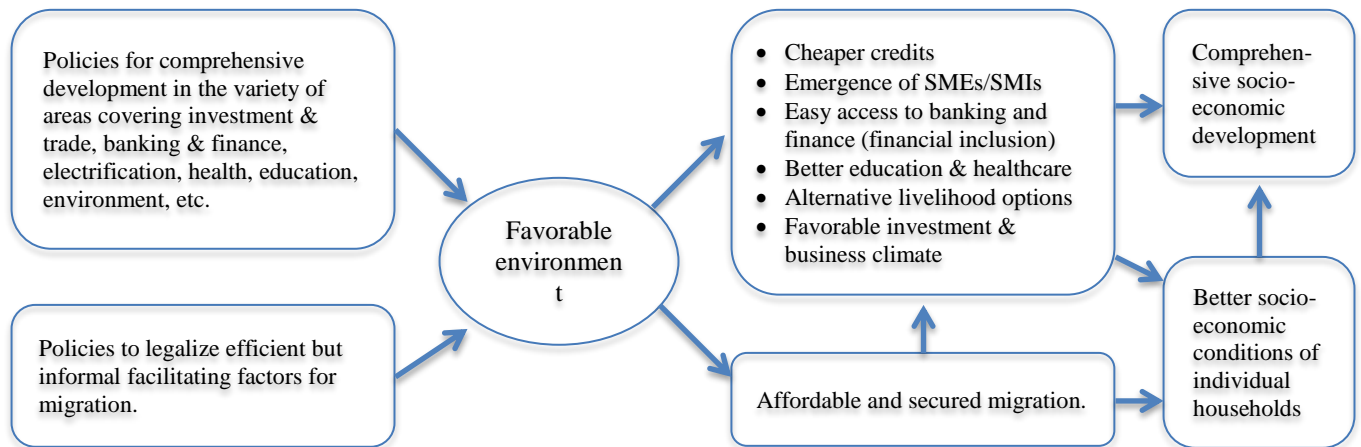 Policies for comprehensive
development in the variety of
areas covering investment &
trade, banking & finance,
electrification, health, education,
environment, etc.
Policies to legalize efficient but
informal facilitating factors for
migration.
Favorable
environmen
t
• Cheaper credits
• Emergence of SMEs/SMIs
• Easy access to banking and
finance (financial inclusion)
• Better education & healthcare
• Alternative livelihood options
• Favorable investment &
business climate
Affordable and secured migration.
Comprehen-
sive socio-
economic
development
Better socio-
economic
conditions of
individual
households